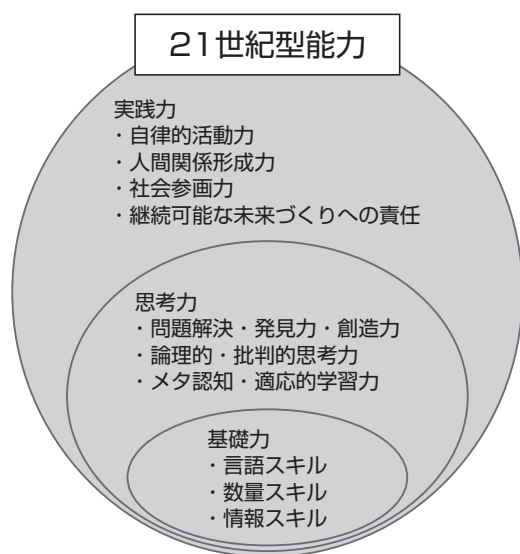 21世紀型能力
実践力
・自律的活動力
・人間関係形成力
・社会参画力
・継続可能な未来づくりへの責任
思考力
・問題解決・発見力・創造力
・論理的・批判的思考力
・メタ認知・適応的学習力
基礎力
・言語スキル
・数量スキル
・情報スキル